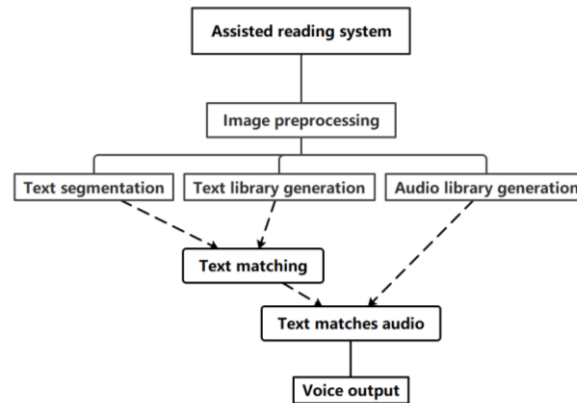 Assisted reading system
Image preprocessing
Text segmentation
Text library generation
Audio library generation
Text matching
Text matches audio
Voice output